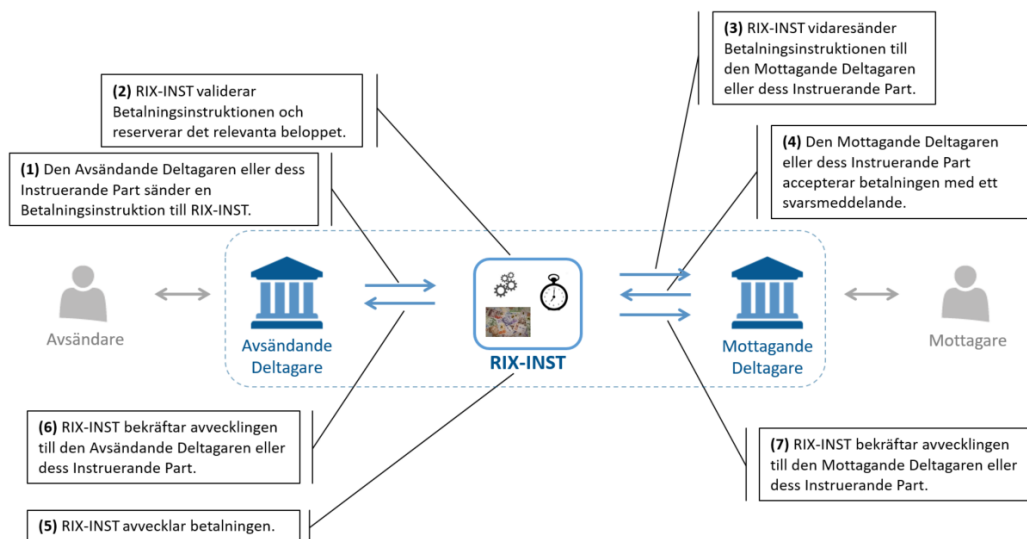 (3) RIX-INST vidaresänder
Betalningsinstruktionen till
den Mottagande Deltagaren
eller dess Instruerande Part.
(2) RIX-INST validerar
Betalningsinstruktionen och
reserverar det relevanta beloppet.
(4) Den Mottagande Deltagaren
eller dess Instruerande Part
accepterar betalningen med ett
svarsmeddelande.
(1) Den Avsändande Deltagaren eller dess
Instruerande Part sänder en
Betalningsinstruktion till RIX-INST.
Avsändare
Avsändande
Deltagare
RIX-INST
Mottagande
Deltagare
Mottagare
(6) RIX-INST bekräftar avvecklingen
till den Avsändande Deltagaren eller
dess Instruerande Part.
(7) RIX-INST bekräftar avvecklingen
till den Mottagande Deltagaren eller
dess Instruerande Part.
(5) RIX-INST avvecklar betalningen.